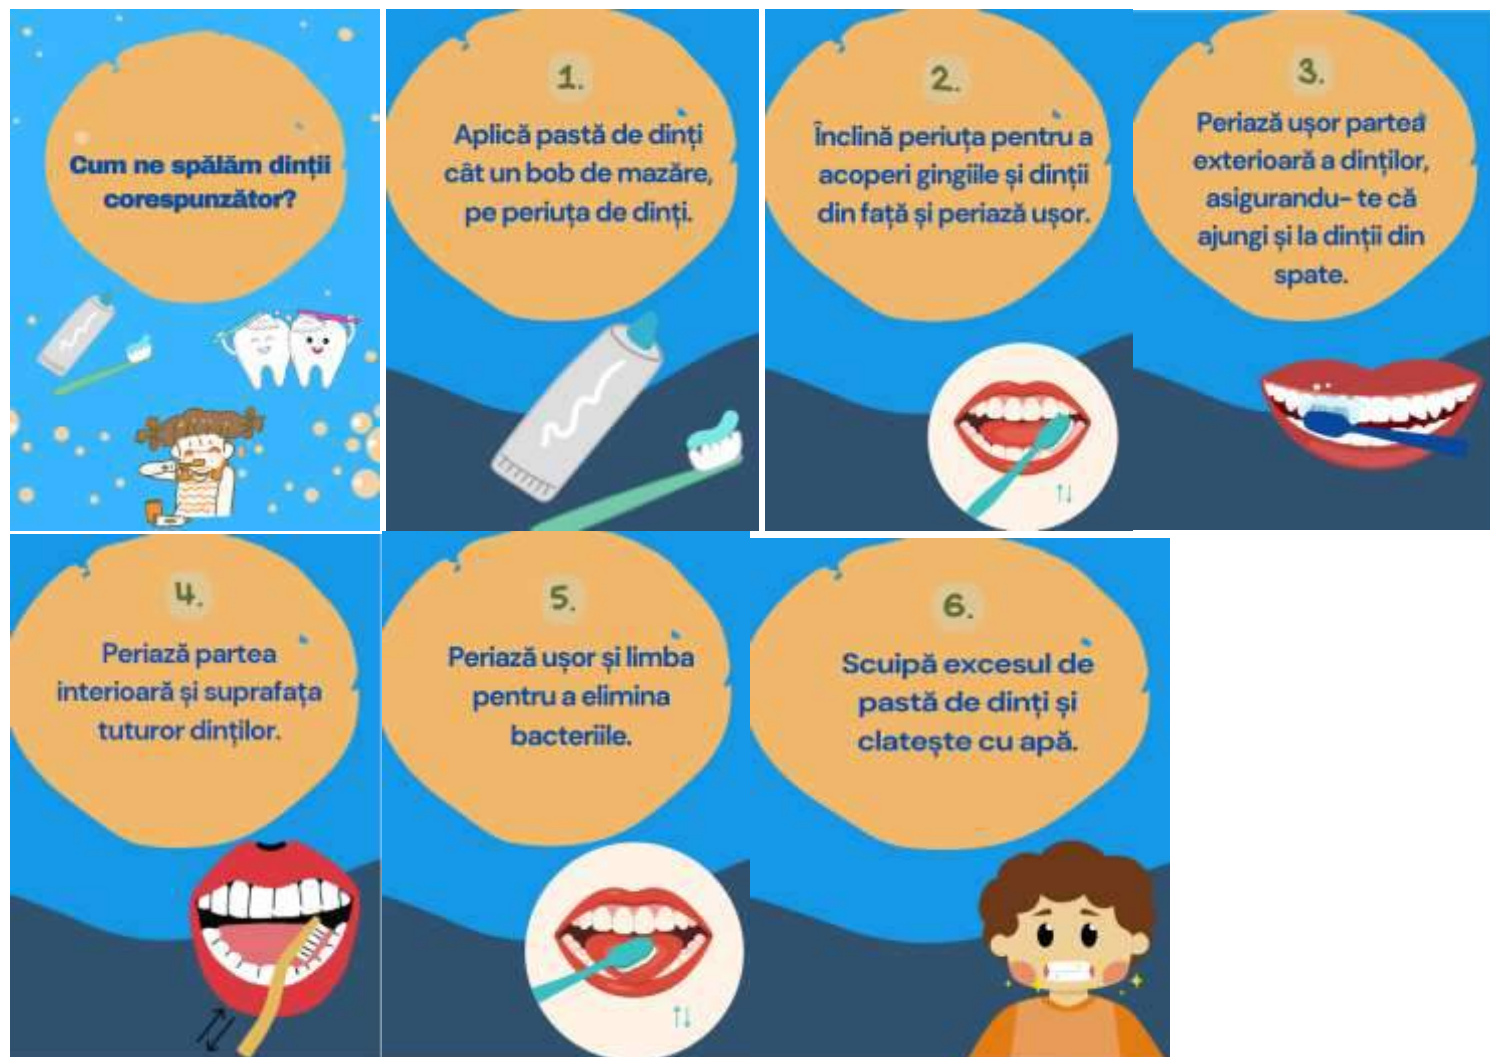 Cum ne spălăm dinții
corespunzător?
1.
Aplică pastă de dinți
cât un bob de mazăre,
pe periuța de dinți.
2.
Înclină periuța pentru a
acoperi gingiile și dinții
din față și periază ușor.
3.
Periază ușor partea
exterioară a dinților,
asigurandu- te că
ajungi și la dinții din
spate.
4.
Periază partea
interioară și suprafața
tuturor dinților.
5.
Periază ușor și limba
pentru a elimina
bacteriile.
6.
Scuipă excesul de
pastă de dinți și
clatește cu apă.